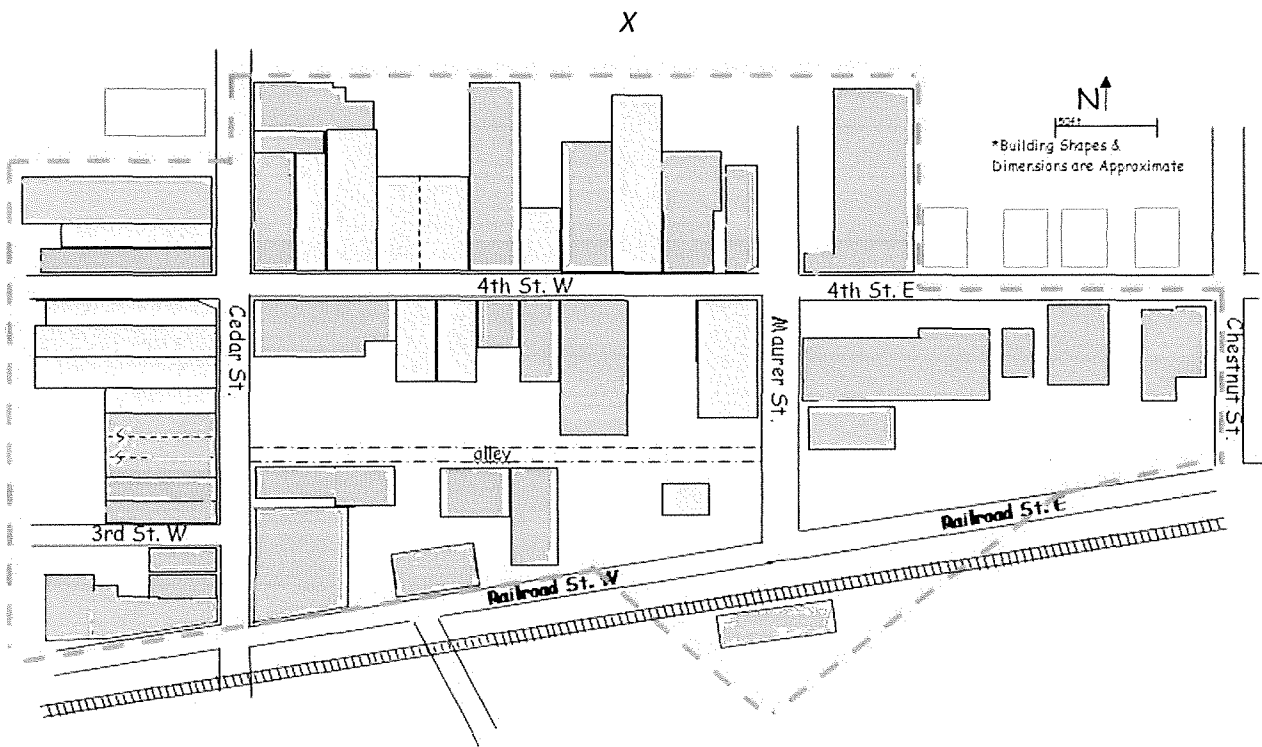 X
N
50ft
*Building Shapes &
Dimensions are Approximate
4th St. W
4th St. E
Cedar St.
Maurer St.
Chestnut St.
alley
3rd St. W
Railroad St. E
Railroad St. W